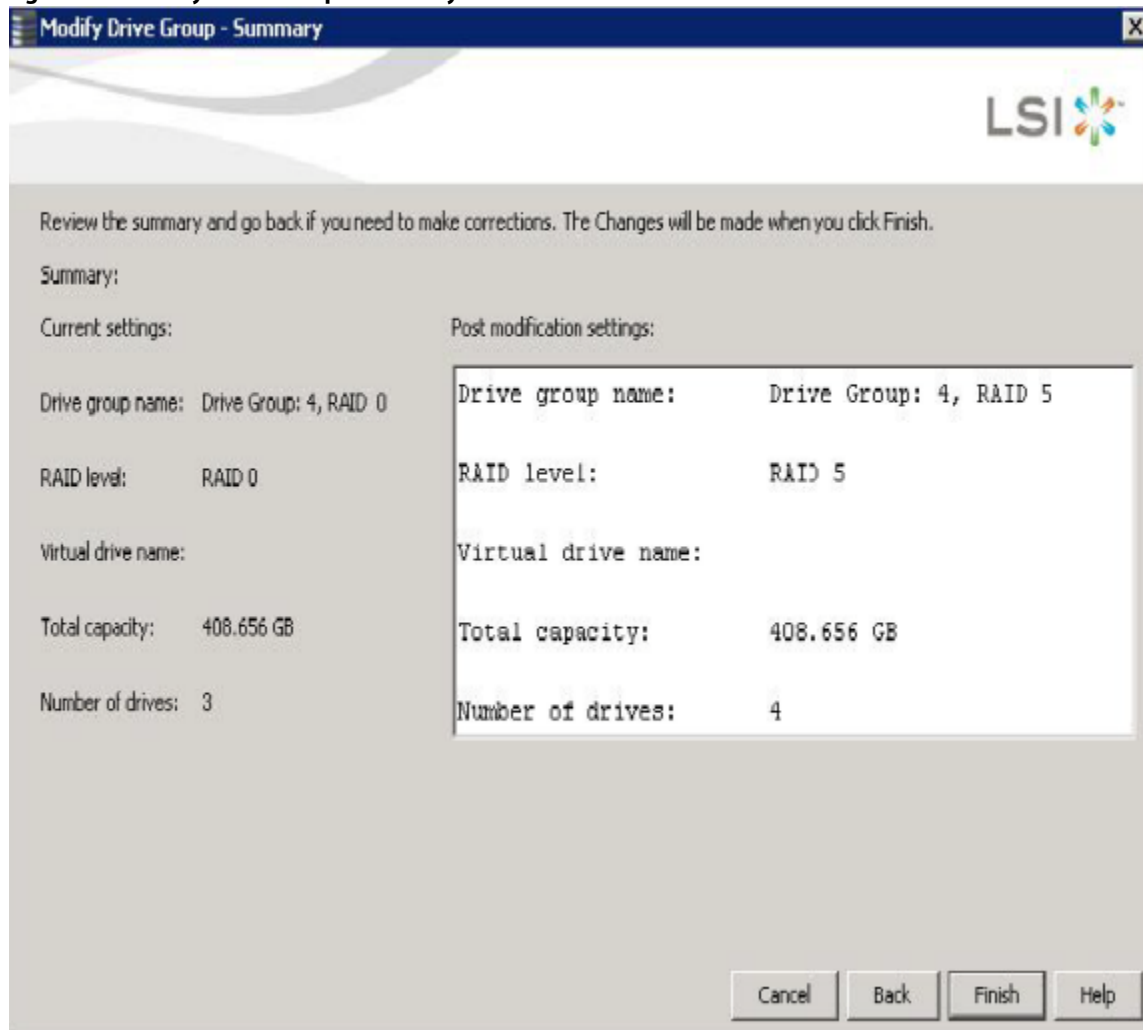 Modify Drive Group - Summary
LSI
Review the summary and go back if you need to make corrections. The Changes will be made when you click Finish.
Summary:
Current settings:
Drive group name: Drive Group: 4, RAID 0
RAID level: RAID 0
Virtual drive name:
Total capacity: 408.656 GB
Number of drives: 3
Post modification settings:
Drive group name: Drive Group: 4, RAID 5
RAID level: RAID 5
Virtual drive name:
Total capacity: 408.656 GB
Number of drives: 4
Cancel
Back
Finish
Help